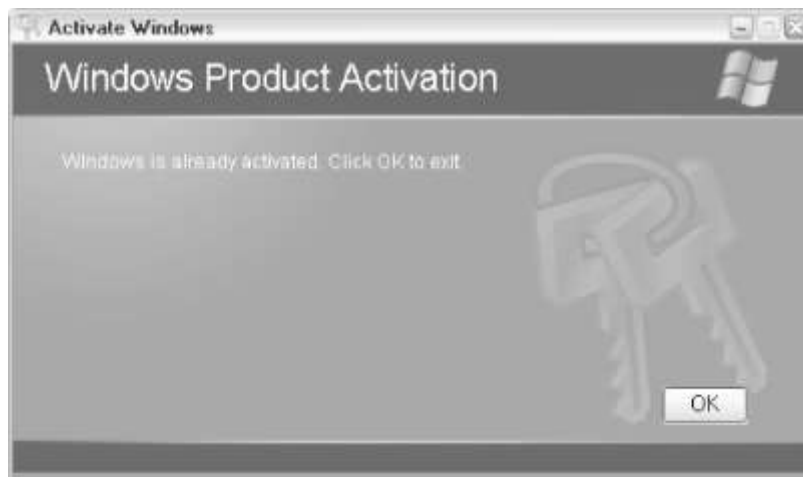 Activate Windows
Windows Product Activation
Windows is already activated. Click OK to exit.
OK